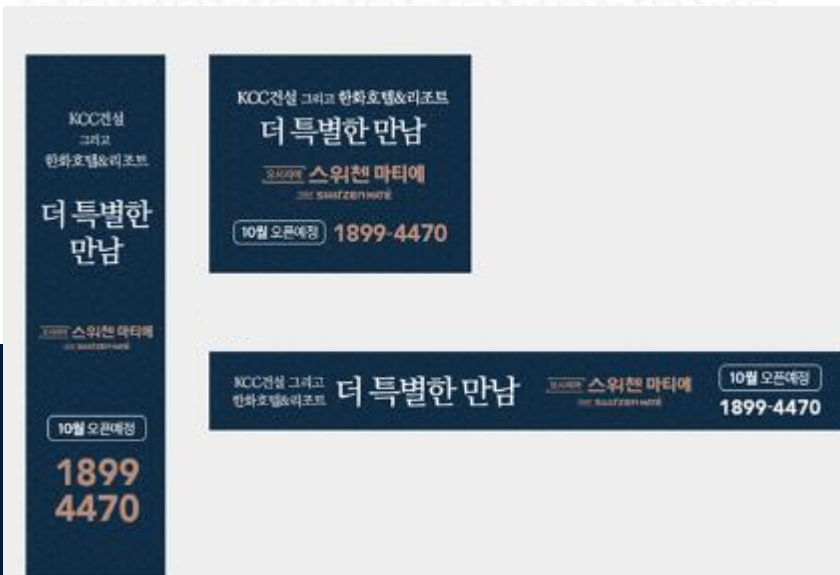 KCC건설
그리고
한화호텔&리조트
더 특별한
만남
스위첸 마티에
10월 오픈예정
1899
4470
KCC건설 그리고 한화호텔&리조트
더 특별한 만남
오시리아 스위첸 마티에
10월 오픈예정 1899-4470
KCC건설 그리고
한화호텔&리조트
더 특별한 만남
스위첸 마티에
10월 오픈예정
1899-4470